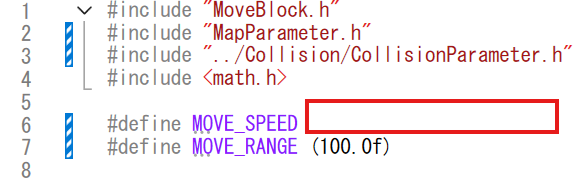 1 #include "MoveBlock.h"
2 #include "MapParameter.h"
3 #include "../Collision/CollisionParameter.h"
4 #include <math.h>
5
6 #define MOVE_SPEED
7 #define MOVE_RANGE (100.0f)
8